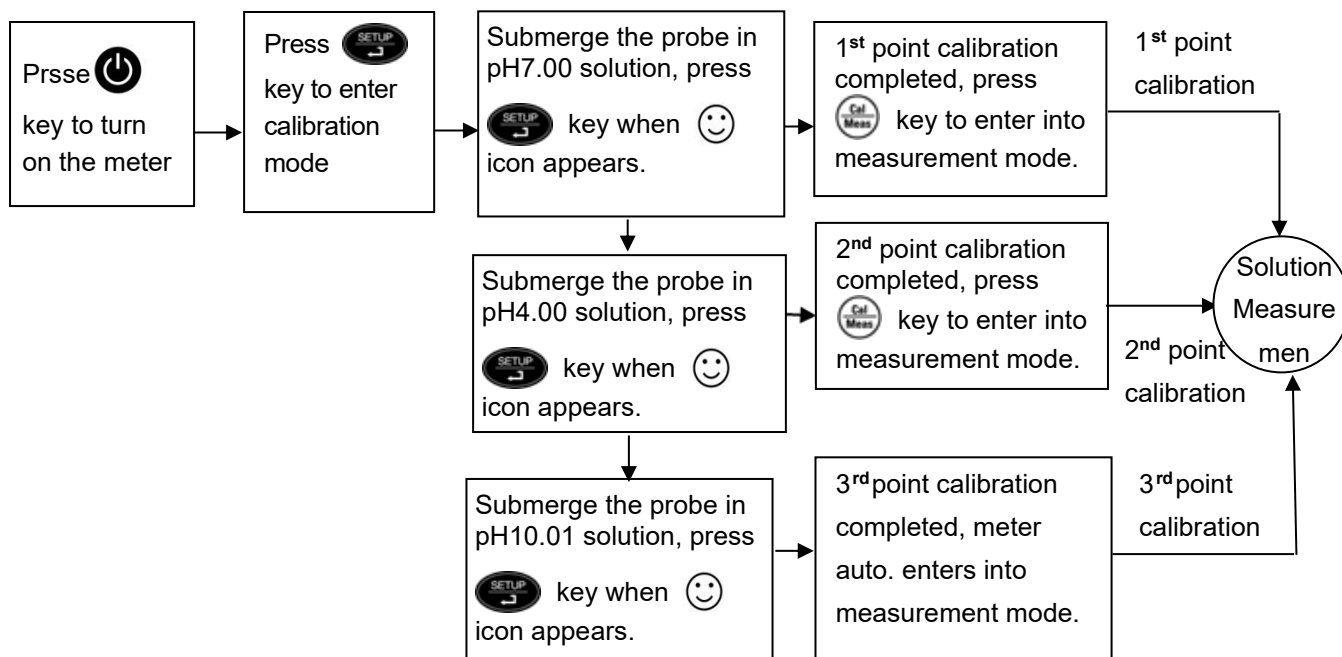 Prsse
key to turn
on the meter
Press SETUP
key to enter
calibration
mode
Submerge the probe in
pH7.00 solution, press
SETUP key when
icon appears.
1st point calibration
completed, press
Cal
Meas key to enter into
measurement mode.
1st point
calibration
Submerge the probe in
pH4.00 solution, press
SETUP key when
icon appears.
2nd point calibration
completed, press
Cal
Meas key to enter into
measurement mode.
2nd point
calibration
Solution
Measure
men
Submerge the probe in
pH10.01 solution, press
SETUP key when
icon appears.
3rd point calibration
completed, meter
auto. enters into
measurement mode.
3rd point
calibration